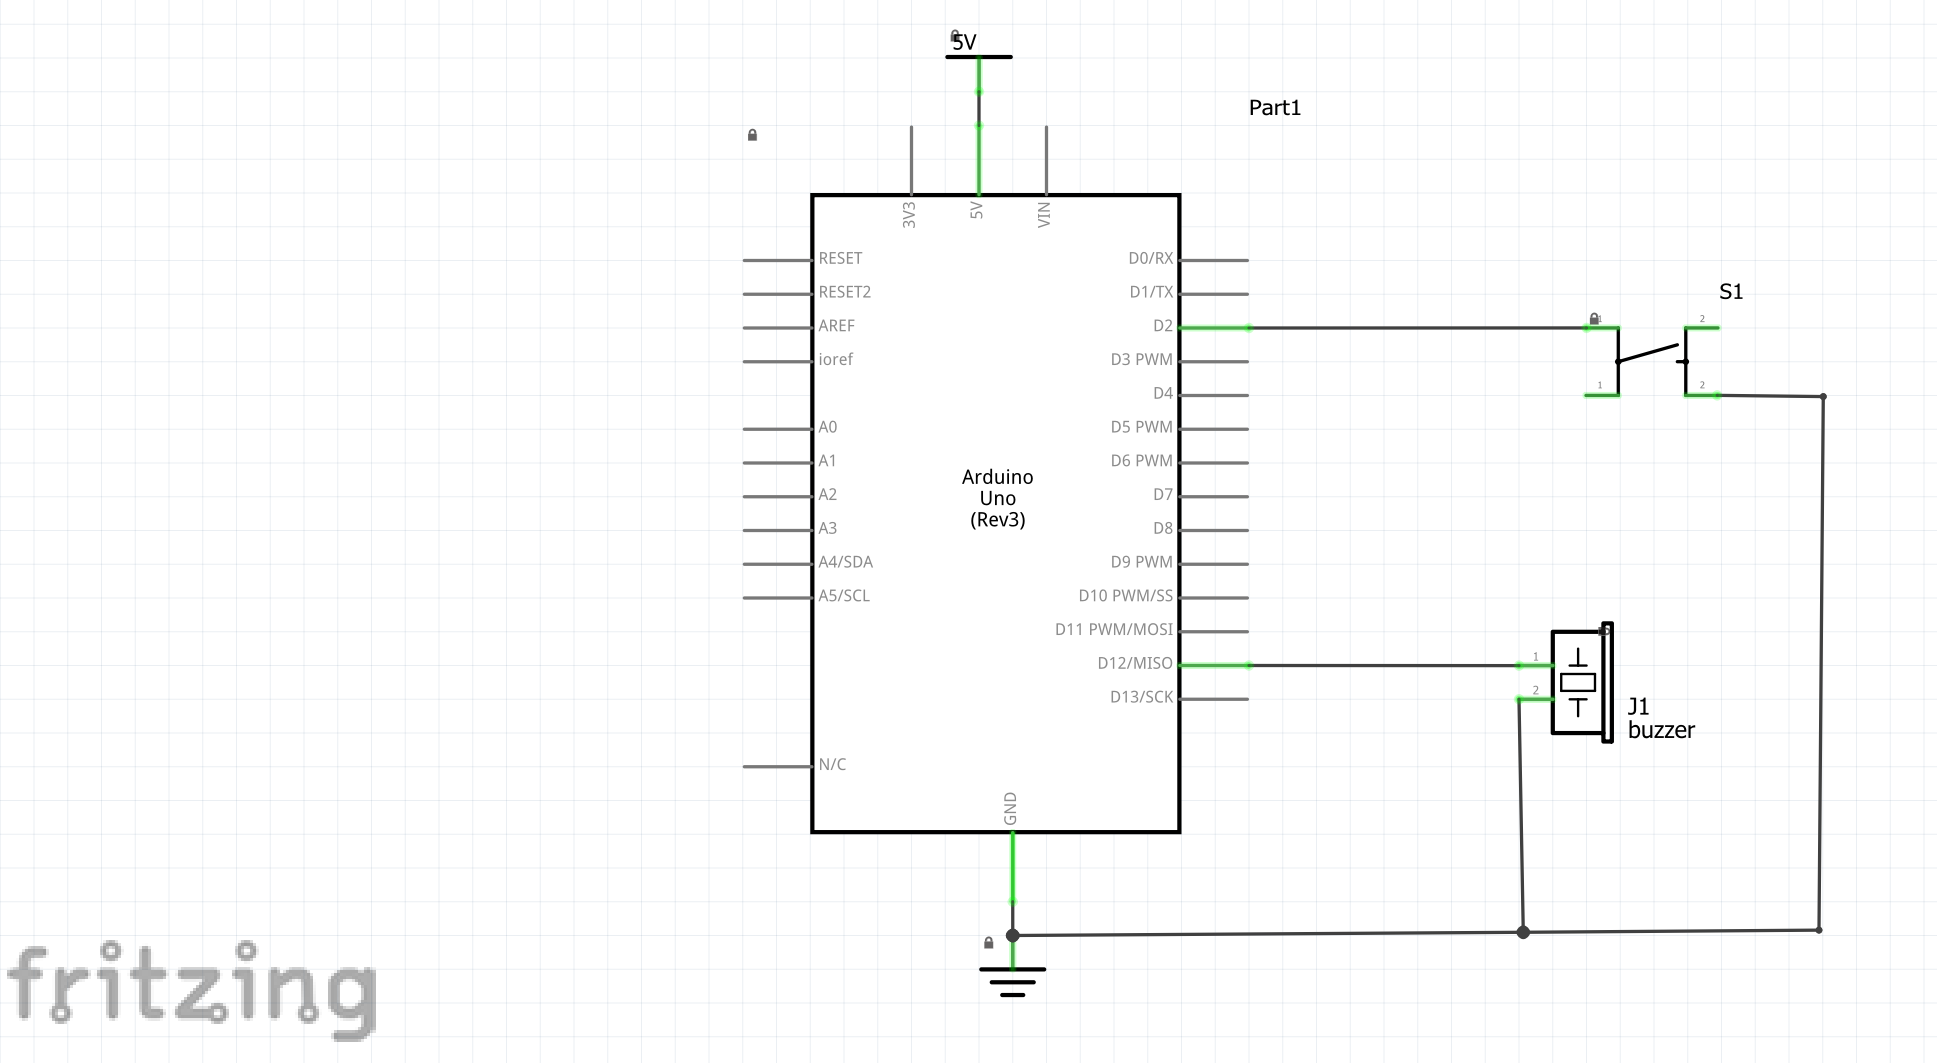 5V
Part1
3V3
5V
VIN
RESET
RESET2
AREF
ioref
A0
A1
A2
A3
A4/SDA
A5/SCL
N/C
D0/RX
D1/TX
D2
D3 PWM
D4
D5 PWM
D6 PWM
D7
D8
D9 PWM
D10 PWM/SS
D11 PWM/MOSI
D12/MISO
D13/SCK
Arduino
Uno
(Rev3)
GND
S1
1
2
1
2
1
2
J1
buzzer
fritzing